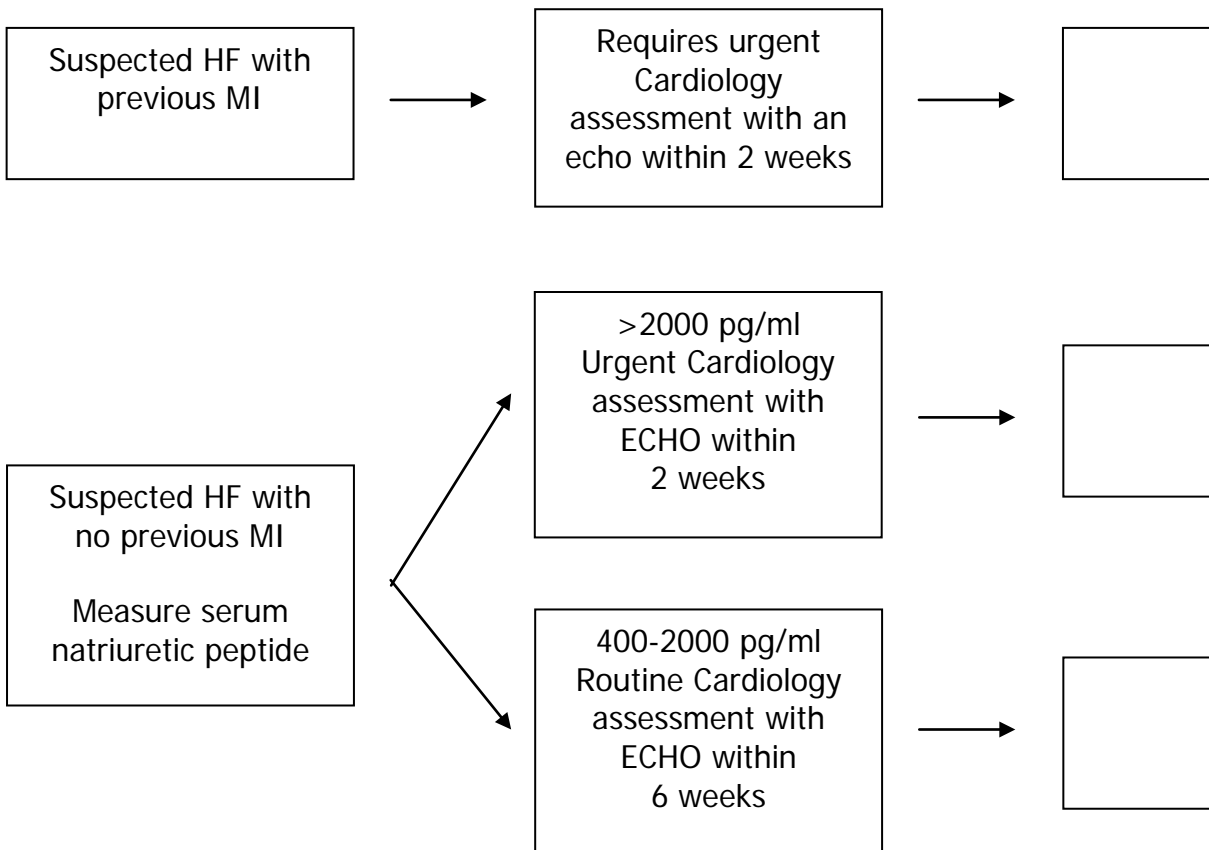 Suspected HF with
previous MI
Requires urgent
Cardiology
assessment with an
echo within 2 weeks
>2000 pg/ml
Urgent Cardiology
assessment with
ECHO within
2 weeks
Suspected HF with
no previous MI
Measure serum
natriuretic peptide
400-2000 pg/ml
Routine Cardiology
assessment with
ECHO within
6 weeks